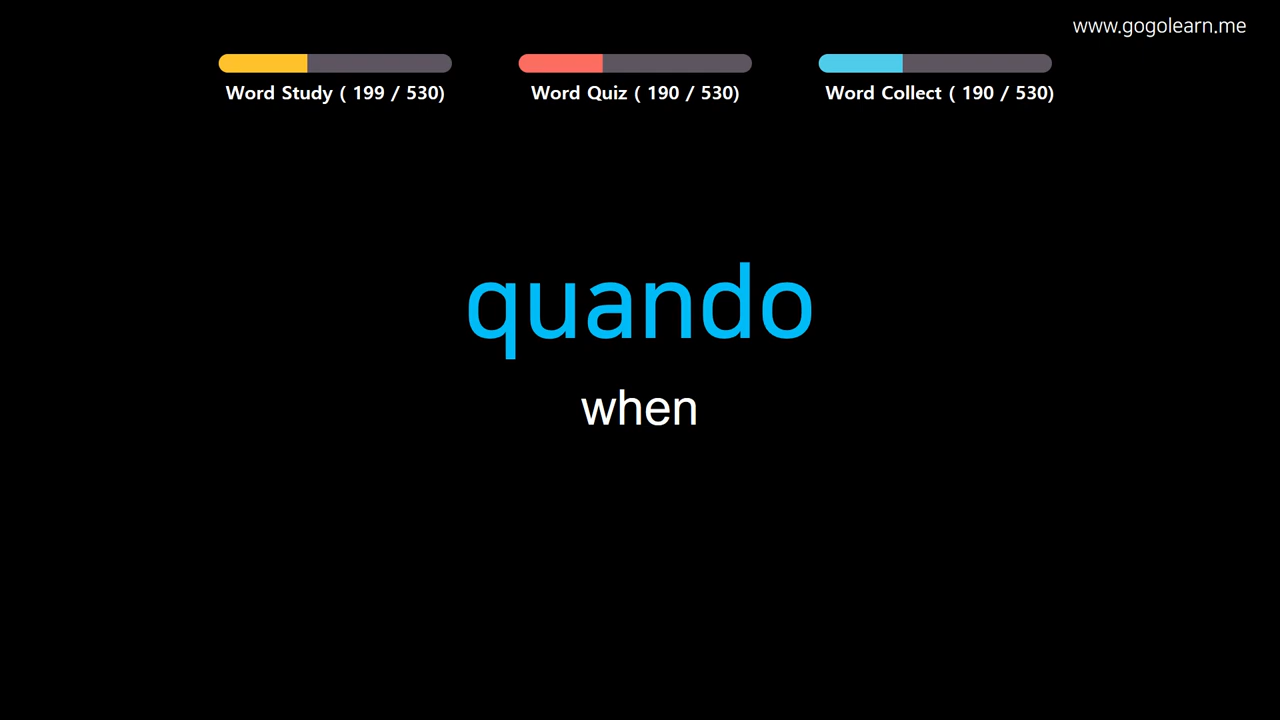 www.gogolearn.me
Word Study ( 199 / 530)
Word Quiz ( 190 / 530)
Word Collect ( 190 / 530)
quando
when